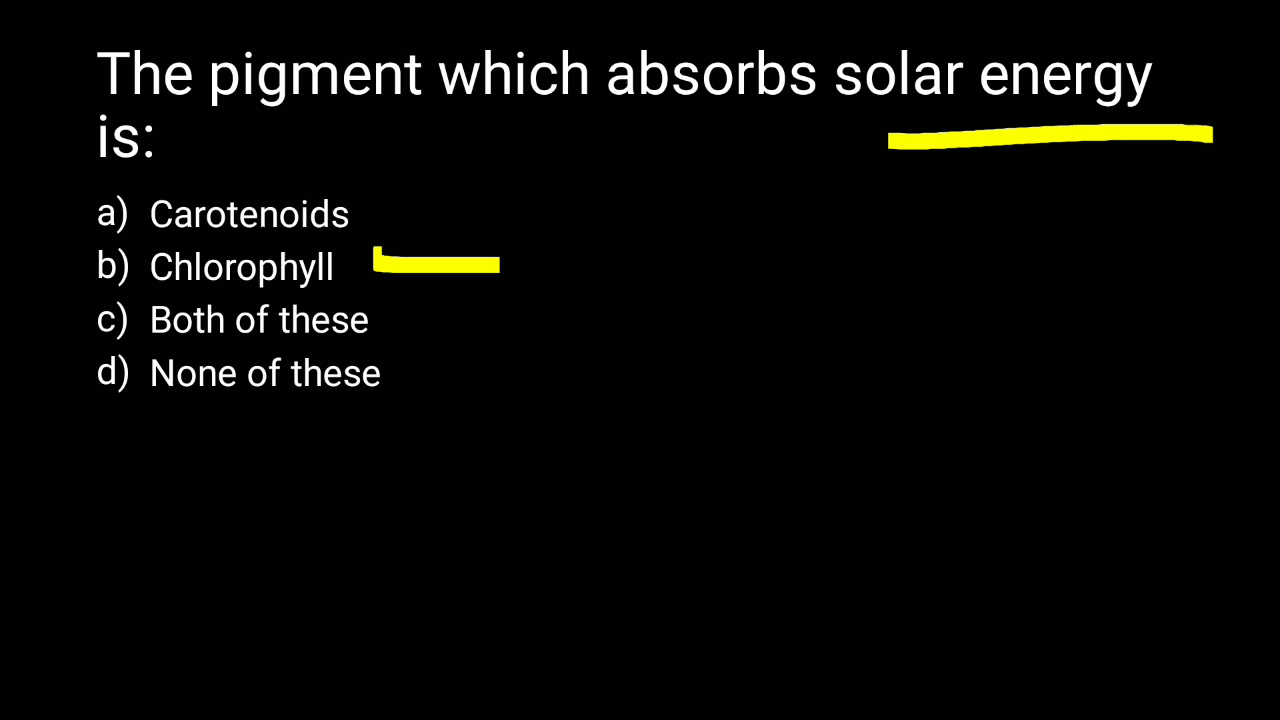 The pigment which absorbs solar energy
is:
a) Carotenoids
b) Chlorophyll
c) Both of these
d) None of these